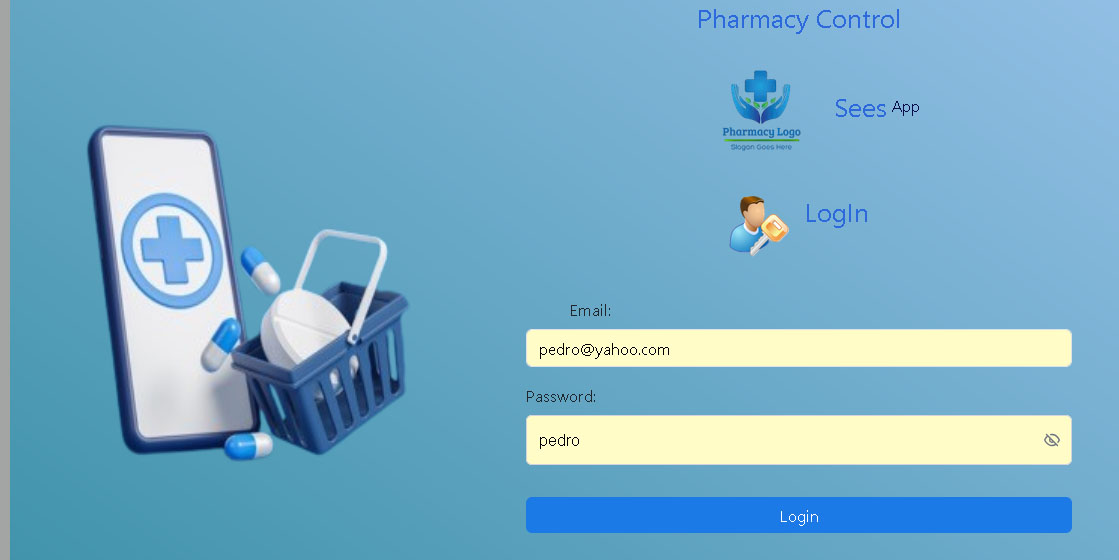 Pharmacy Control
Pharmacy Logo
Slogan Goes Here
Sees App
LogIn
Email:
pedro@yahoo.com
Password:
pedro
Login